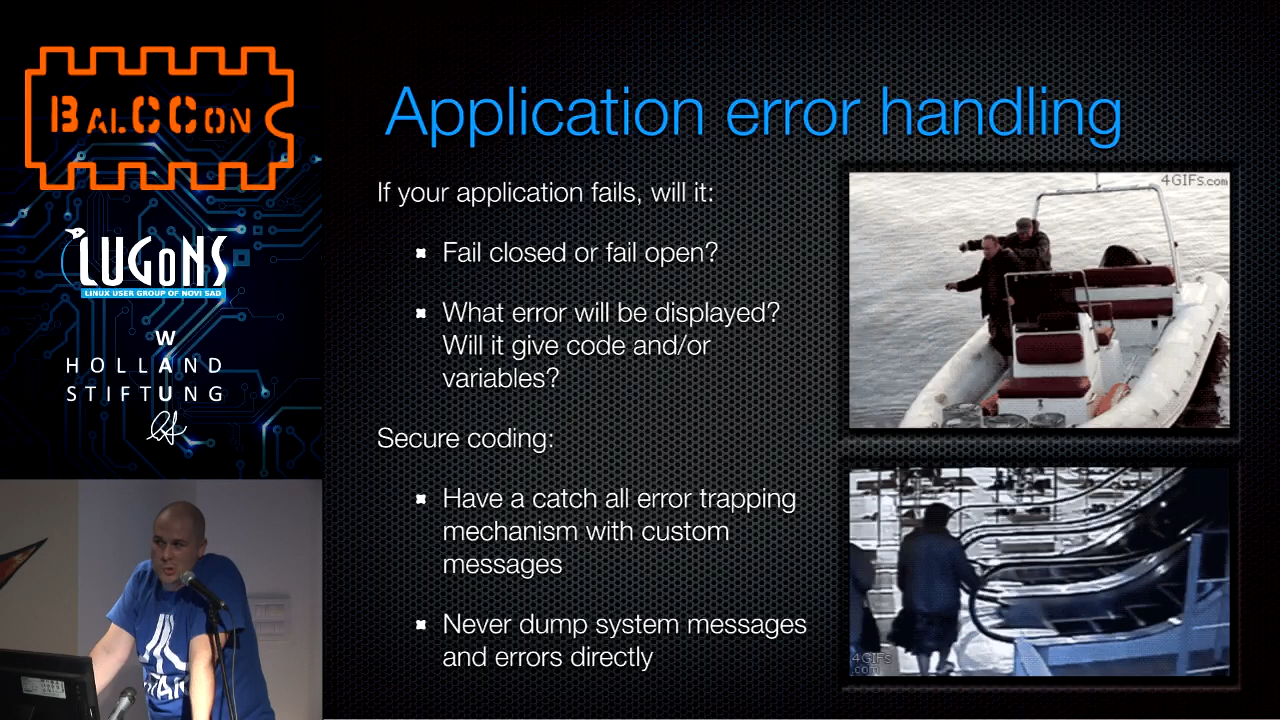 BALCCON
LUGoNS
LINUX USER GROUP OF NOVI SAD
W
HOLLAND
A
STIFTUNG
Application error handling
If your application fails, will it:
Fail closed or fail open?
What error will be displayed?
Will it give code and/or
variables?
Secure coding:
Have a catch all error trapping
mechanism with custom
messages
Never dump system messages
and errors directly
4GIFs.com
4GIFs
.com